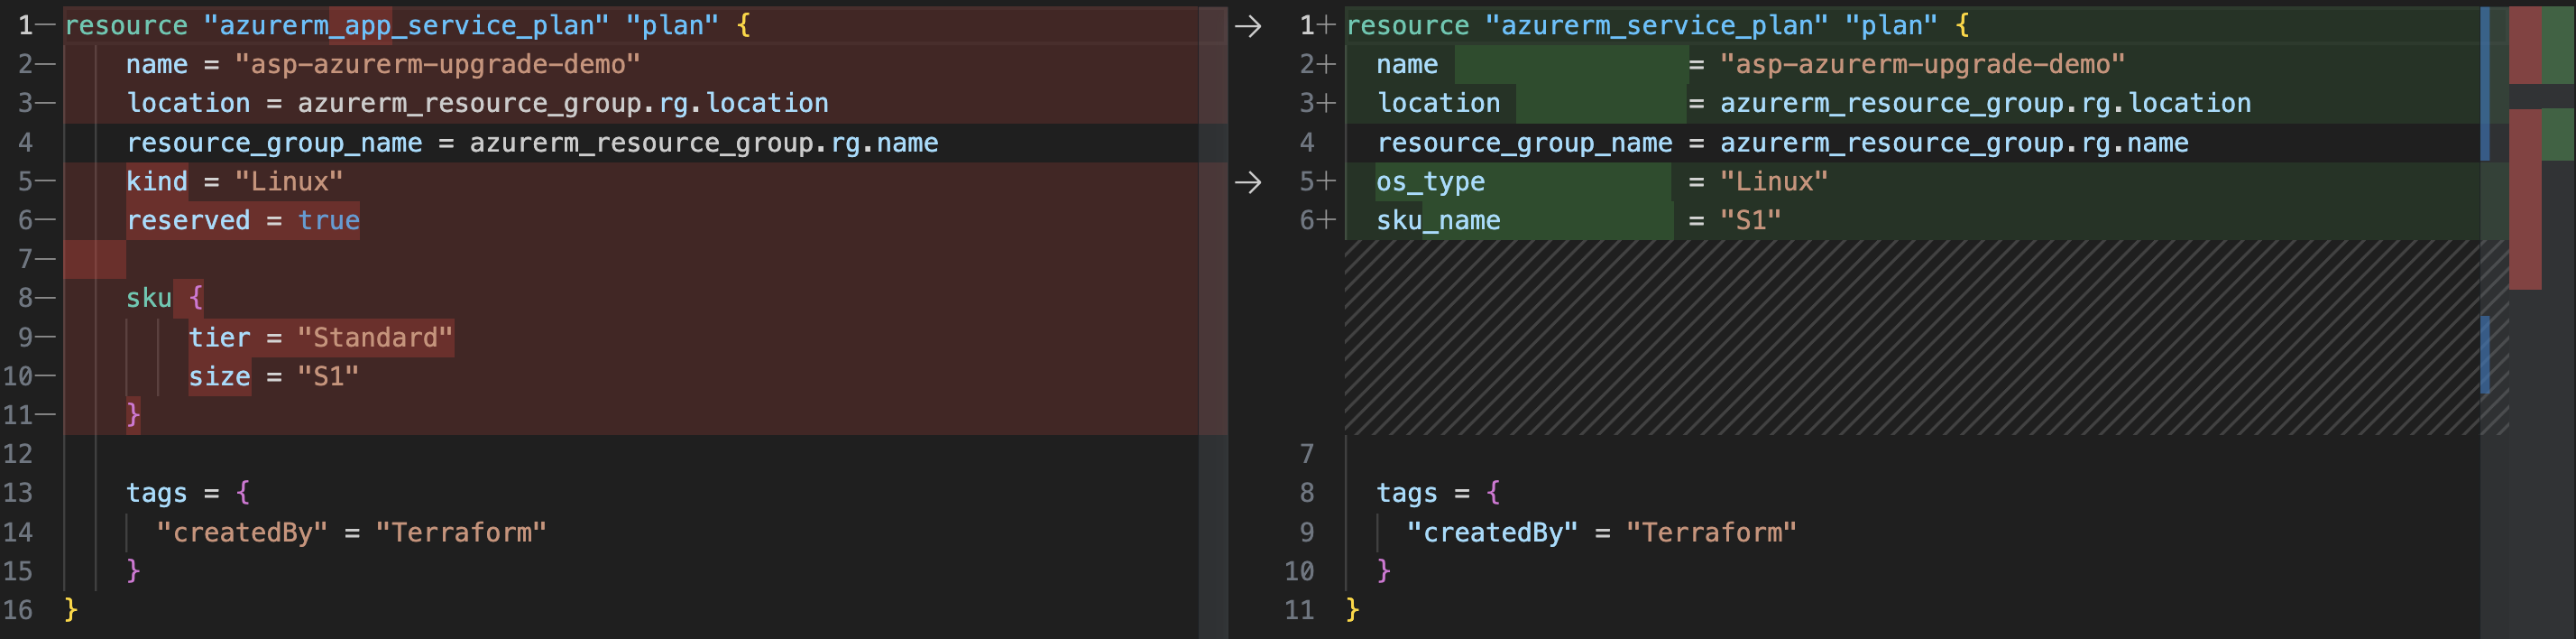 1— resource "azurerm_app_service_plan" "plan" {
2— name = "asp-azurerm-upgrade-demo"
3— location = azurerm_resource_group.rg.location
4 resource_group_name = azurerm_resource_group.rg.name
5— kind = "Linux"
6— reserved = true
7—
8— sku {
9— tier = "Standard"
10— size = "S1"
11— }
12
13 tags = {
14 "createdBy" = "Terraform"
15 }
16 }
1+ resource "azurerm_service_plan" "plan" {
2+ name = "asp-azurerm-upgrade-demo"
3+ location = azurerm_resource_group.rg.location
4 resource_group_name = azurerm_resource_group.rg.name
5+ os_type = "Linux"
6+ sku_name = "S1"
7
8 tags = {
9 "createdBy" = "Terraform"
10 }
11 }